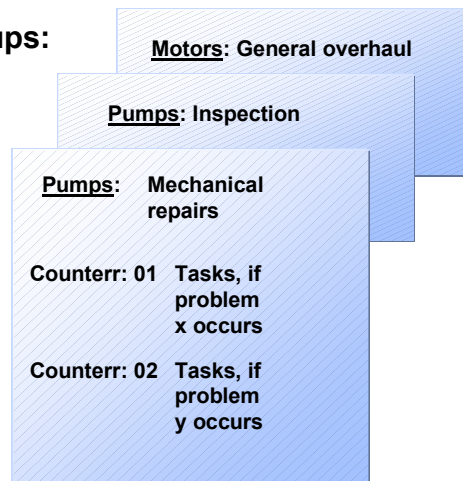 ups:
Motors: General overhaul
Pumps: Inspection
Pumps: Mechanical
repairs
Counterr: 01 Tasks, if
problem
x occurs
Counterr: 02 Tasks, if
problem
y occurs